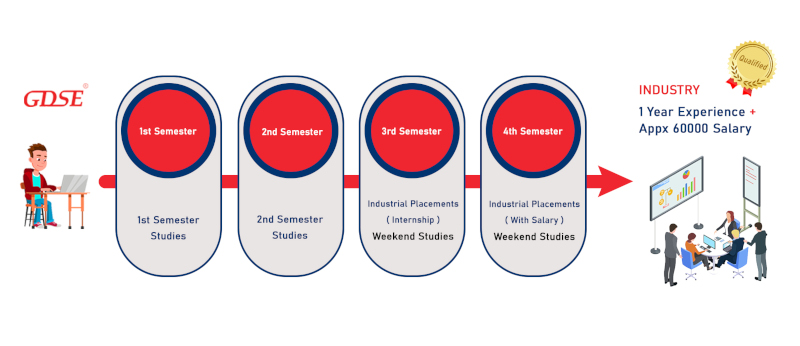 GDSE®
1st Semester
1st Semester
Studies
2nd Semester
2nd Semester
Studies
3rd Semester
Industrial Placements
( Internship )
Weekend Studies
4th Semester
Industrial Placements
( With Salary )
Weekend Studies
Qualified
INDUSTRY
1 Year Experience +
Appx 60000 Salary